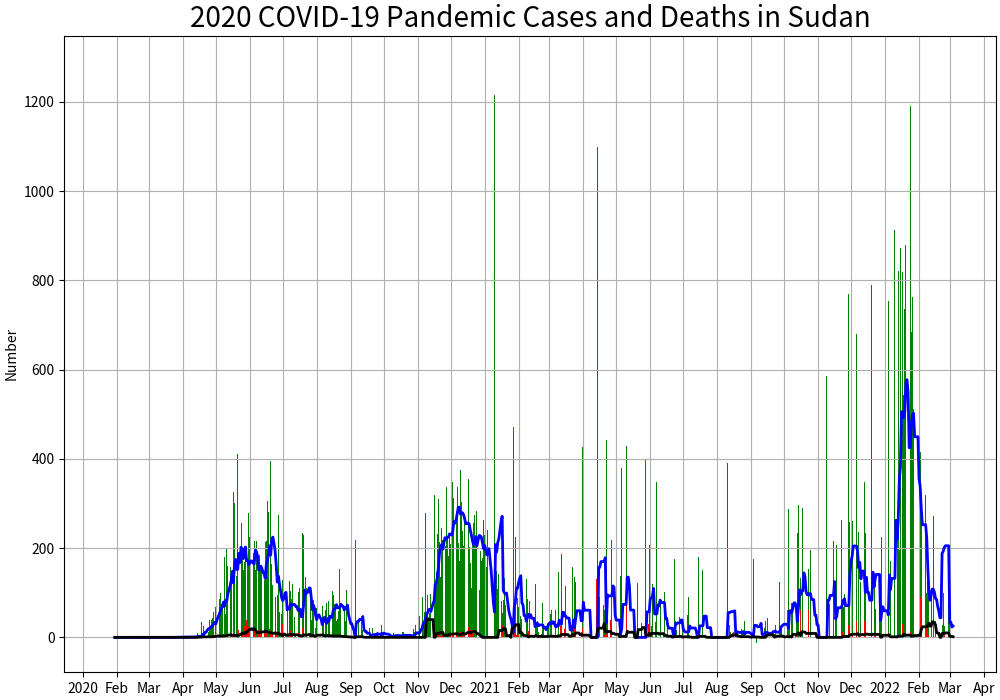 2020 COVID-19 Pandemic Cases and Deaths in Sudan
1200
1000
800
600
400
200
0
Number
2020 Feb Mar Apr May Jun Jul Aug Sep Oct Nov Dec 2021 Feb Mar Apr May Jun Jul Aug Sep Oct Nov Dec 2022 Feb Mar Apr